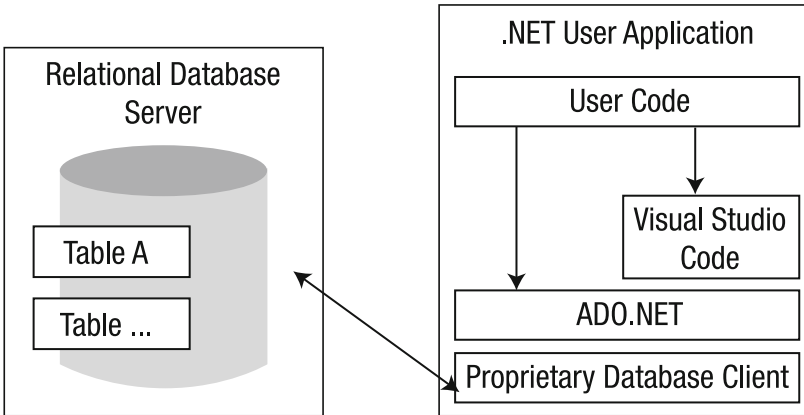 Relational Database
Server
Table A
Table ...
.NET User Application
User Code
Visual Studio
Code
ADO.NET
Proprietary Database Client